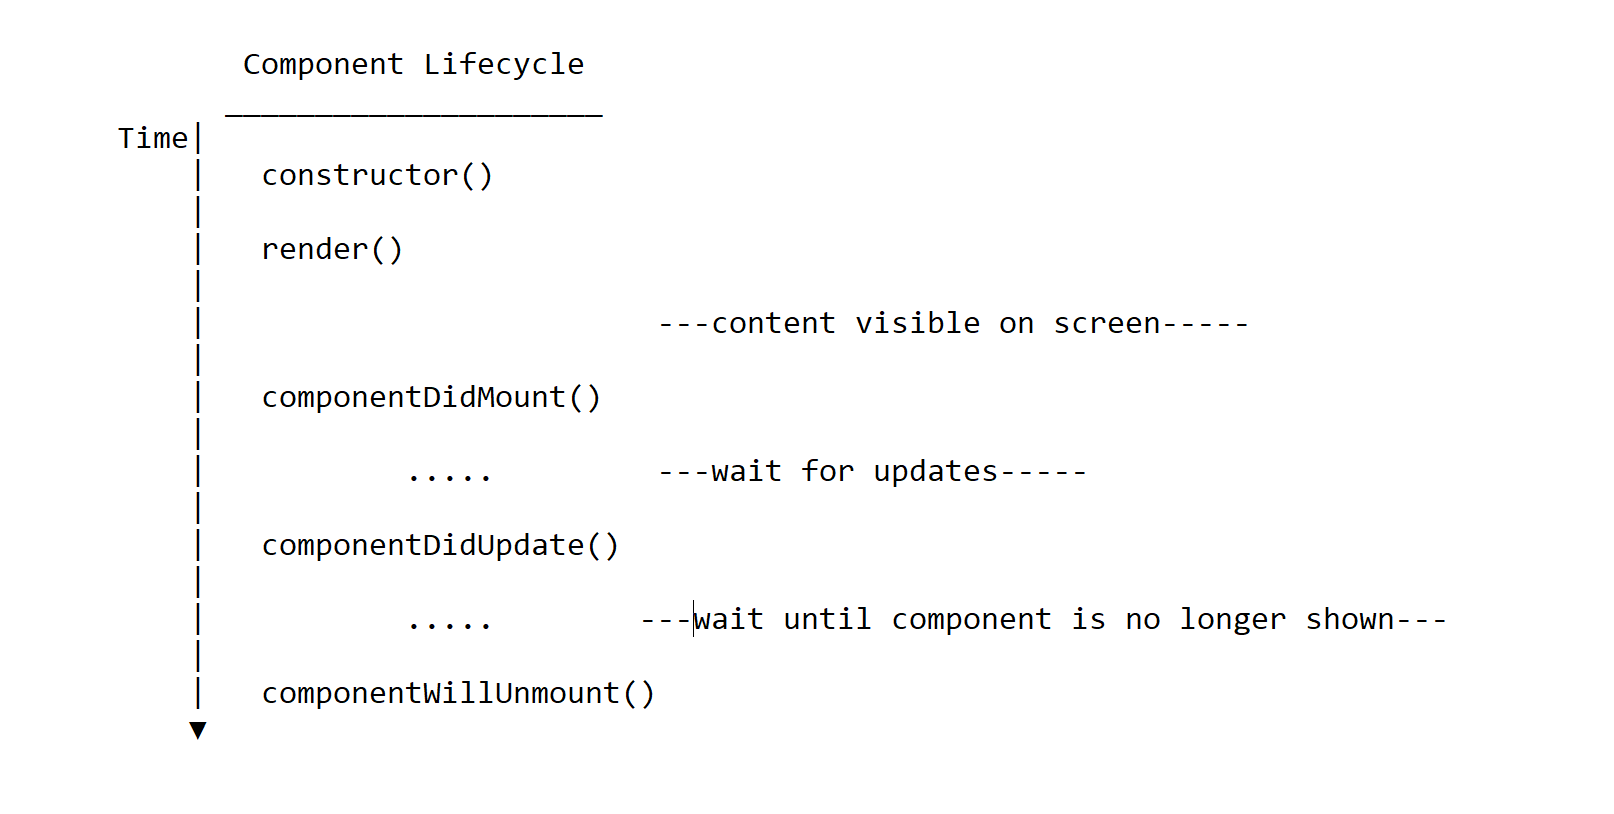 Component Lifecycle
_____________________
Time|
| constructor()
|
| render()
|
| ---content visible on screen-----
|
| componentDidMount()
|
| ..... ---wait for updates-----
|
| componentDidUpdate()
|
| ..... ---wait until component is no longer shown---
|
| componentWillUnmount()
▼